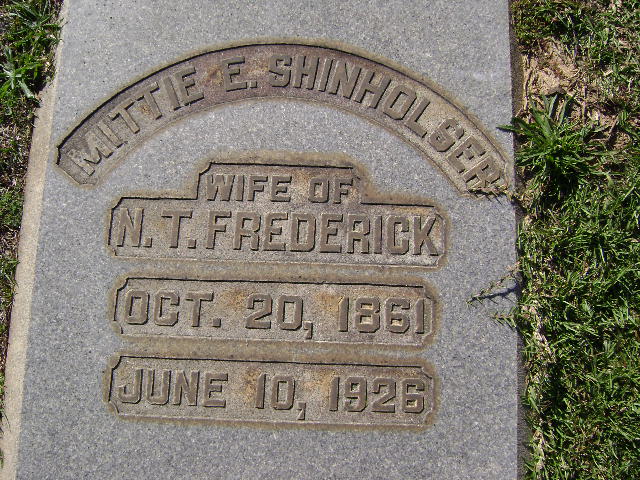 MITTIE E. SHINHOLSER
WIFE OF
N. T. FREDERICK
OCT. 20, 1861
JUNE 10, 1926